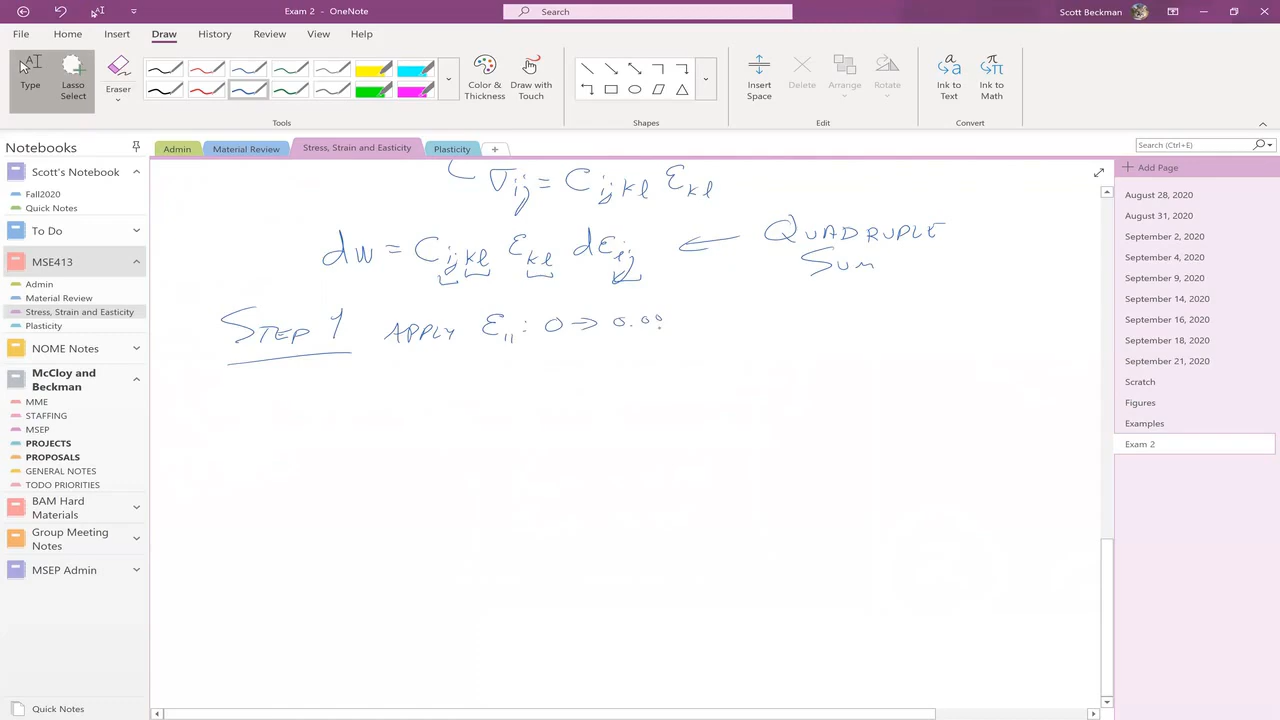 Exam 2 - OneNote
Search
Scott Beckman
File Home Insert Draw History Review View Help
Type
Lasso Select
Eraser
Color & Thickness
Draw with Touch
Insert Space
Delete
Arrange
Rotate
Ink to Text
Ink to Math
Tools
Shapes
Edit
Convert
Notebooks
Admin
Material Review
Stress, Strain and Easticity
Plasticity
Search (Ctrl+E)
Scott's Notebook
Fall2020
Quick Notes
To Do
MSE413
Admin
Material Review
Stress, Strain and Easticity
Plasticity
NOME Notes
McCloy and Beckman
MME
STAFFING
MSEP
PROJECTS
PROPOSALS
GENERAL NOTES
TODO PRIORITIES
BAM Hard Materials
Group Meeting Notes
MSEP Admin
Quick Notes
σij = Cijkl εkl
dw = Cijkl εkl dεij ← QUADRUPLE
SUM
STEP 1 APPLY ε11: 0 → 0.0
Add Page
August 28, 2020
August 31, 2020
September 2, 2020
September 4, 2020
September 9, 2020
September 14, 2020
September 16, 2020
September 18, 2020
September 21, 2020
Scratch
Figures
Examples
Exam 2